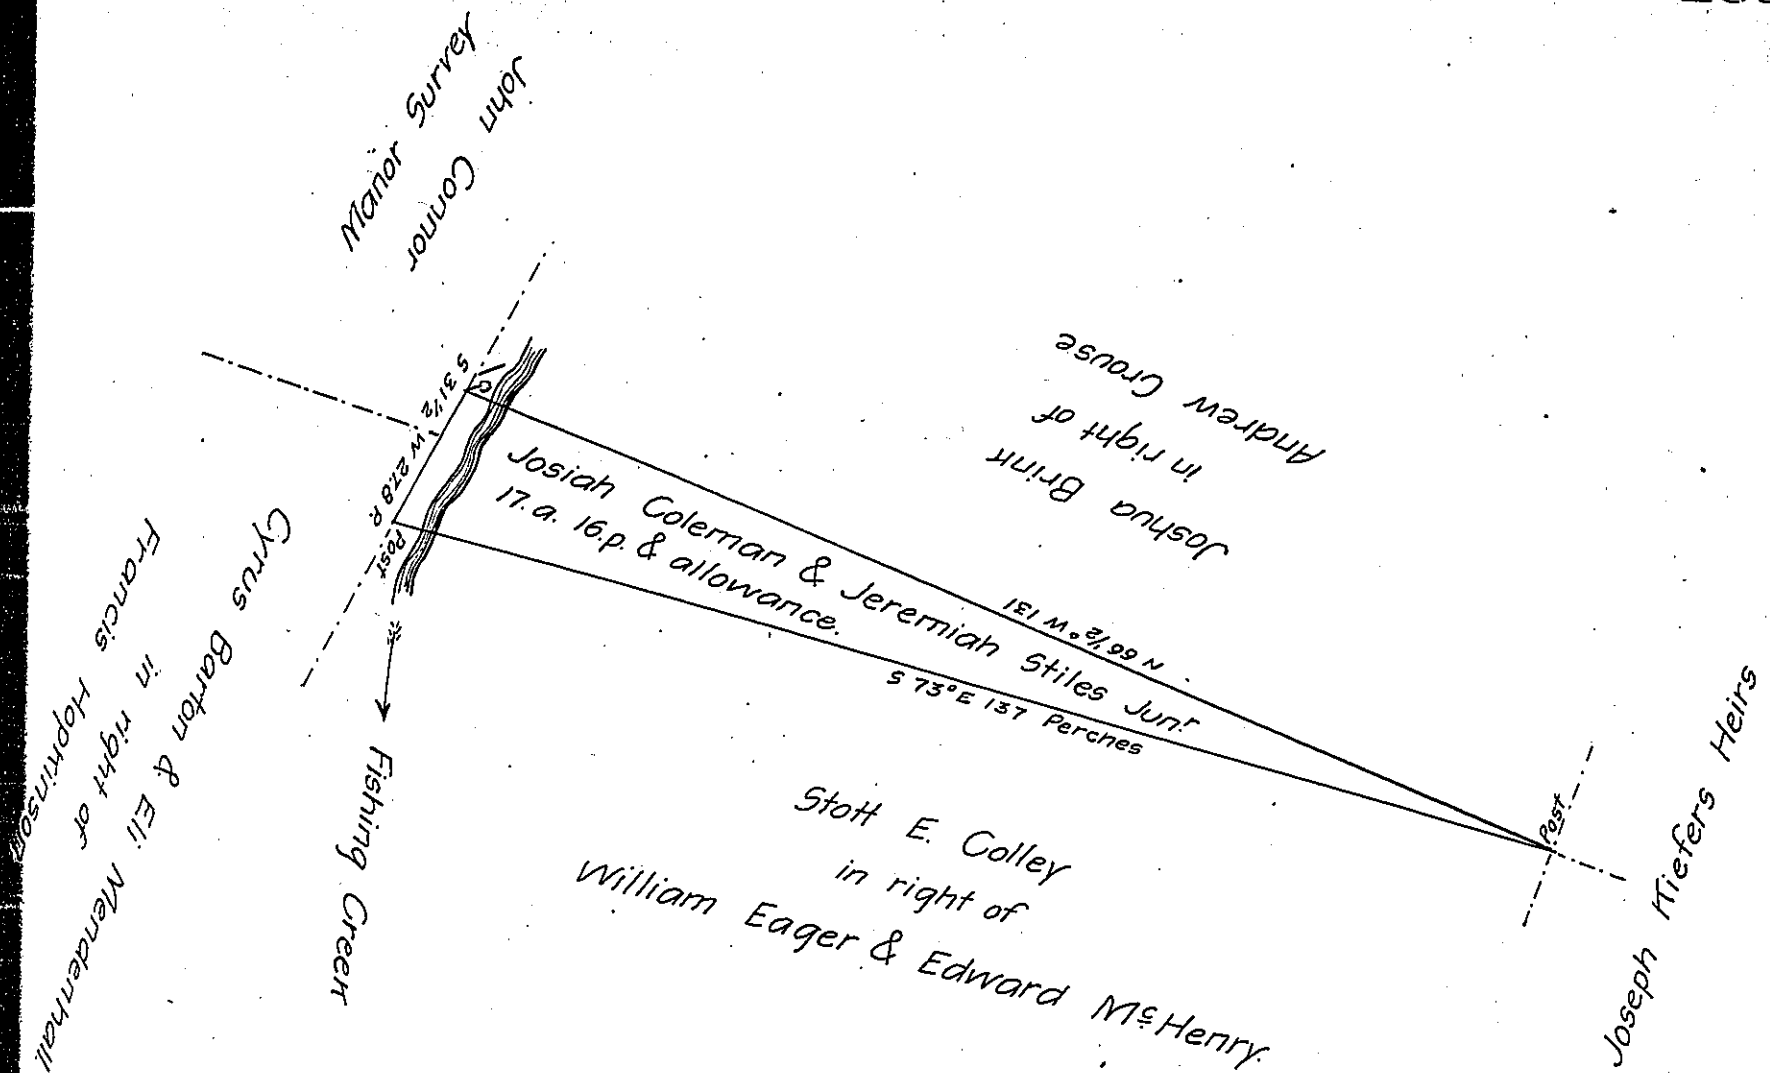 Manor Survey
John Connor
S 31½ W 27.8 P.
Post
Josiah Coleman & Jeremiah Stiles Junr.
17.a. 16.p. & allowance.
N 66½° W 131
S 73° E 137 Perches
Joshua Brink
in right of
Andrew Crouse
Post
Joseph Kiefers Heirs
Stott E. Colley
in right of
William Eager & Edward McHenry.
Fishing Creek
Cyrus Barton & Eli Mendenhall
in right of
Francis Hopkinson